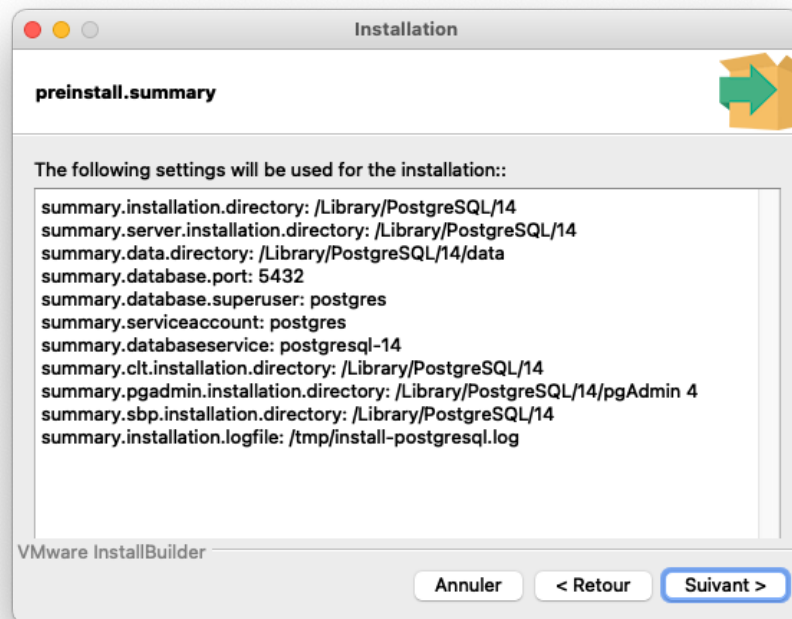 Installation
preinstall.summary
The following settings will be used for the installation::
summary.installation.directory: /Library/PostgreSQL/14
summary.server.installation.directory: /Library/PostgreSQL/14
summary.data.directory: /Library/PostgreSQL/14/data
summary.database.port: 5432
summary.database.superuser: postgres
summary.serviceaccount: postgres
summary.databaseservice: postgresql-14
summary.clt.installation.directory: /Library/PostgreSQL/14
summary.pgadmin.installation.directory: /Library/PostgreSQL/14/pgAdmin 4
summary.sbp.installation.directory: /Library/PostgreSQL/14
summary.installation.logfile: /tmp/install-postgresql.log
VMware InstallBuilder
Annuler < Retour Suivant >